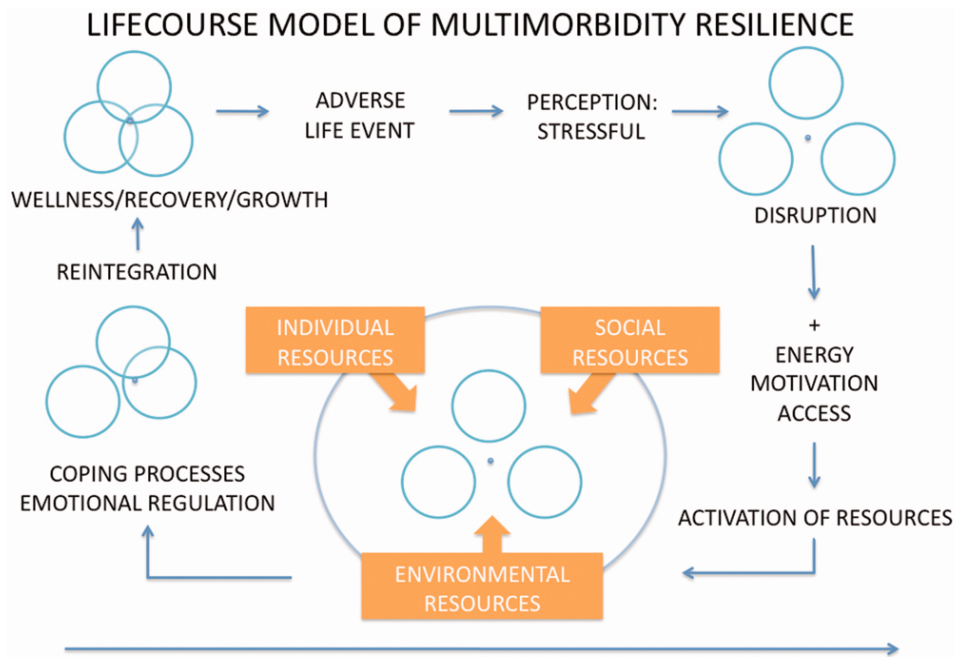 LIFECOURSE MODEL OF MULTIMORBIDITY RESILIENCE
ADVERSE
LIFE EVENT
PERCEPTION:
STRESSFUL
WELLNESS/RECOVERY/GROWTH
DISRUPTION
REINTEGRATION
INDIVIDUAL
RESOURCES
SOCIAL
RESOURCES
+
ENERGY
MOTIVATION
ACCESS
COPING PROCESSES
EMOTIONAL REGULATION
ACTIVATION OF RESOURCES
ENVIRONMENTAL
RESOURCES